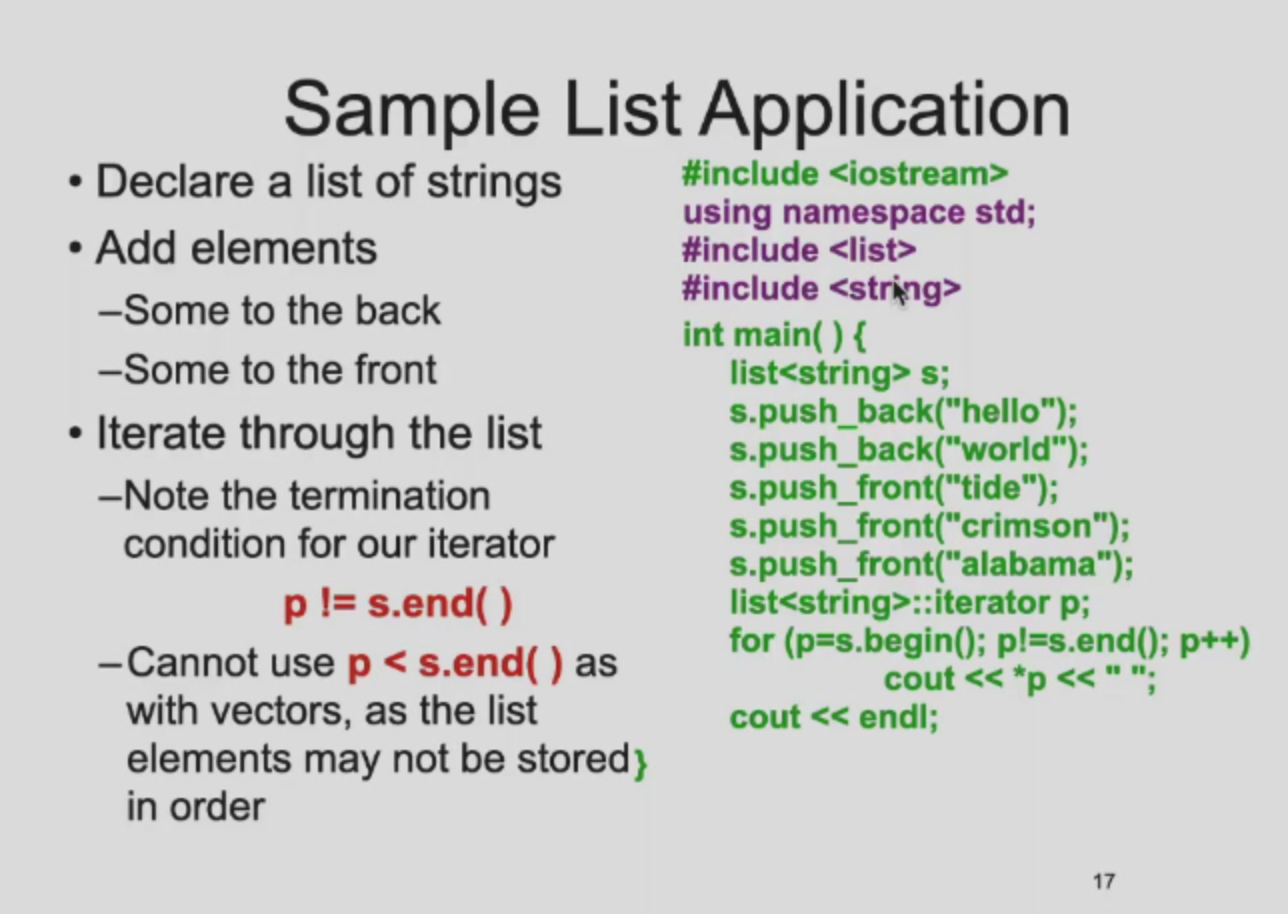 Sample List Application
• Declare a list of strings
• Add elements
–Some to the back
–Some to the front
• Iterate through the list
–Note the termination
condition for our iterator
p != s.end( )
–Cannot use p < s.end( ) as
with vectors, as the list
elements may not be stored
in order
#include <iostream>
using namespace std;
#include <list>
#include <string>
int main( ) {
list<string> s;
s.push_back("hello");
s.push_back("world");
s.push_front("tide");
s.push_front("crimson");
s.push_front("alabama");
list<string>::iterator p;
for (p=s.begin(); p!=s.end(); p++)
cout << *p << " ";
cout << endl;
}
17